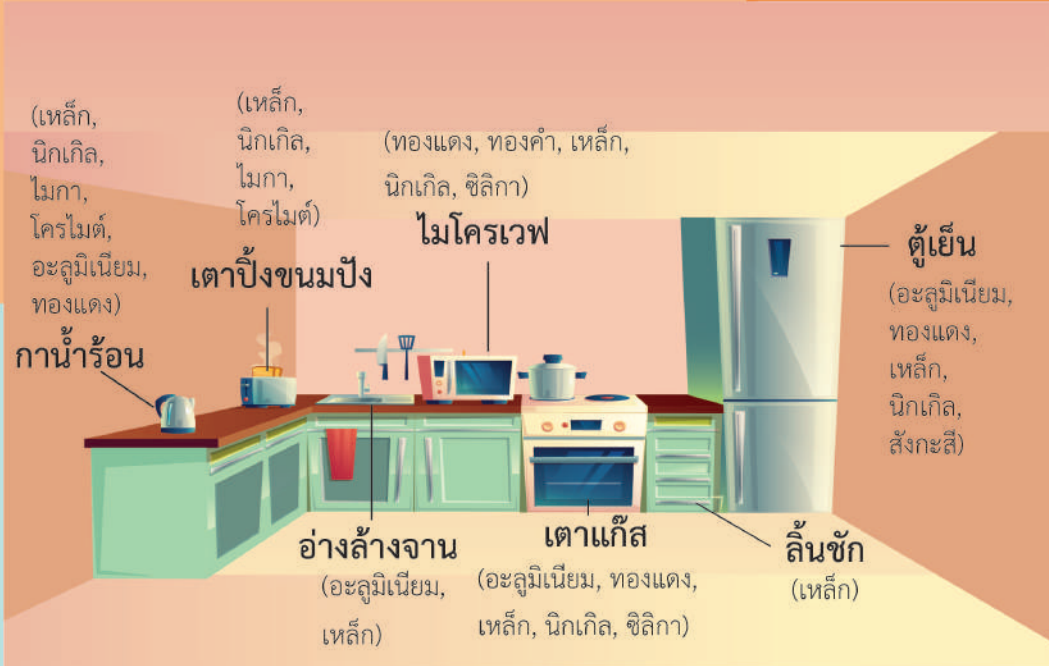 (เหล็ก,
นิกเกิล,
ไมกา,
โครไมต์,
อะลูมิเนียม,
ทองแดง)
กาน้ำร้อน
(เหล็ก,
นิกเกิล,
ไมกา,
โครไมต์)
เตาปิ้งขนมปัง
(ทองแดง, ทองคำ, เหล็ก,
นิกเกิล, ซิลิกา)
ไมโครเวฟ
ตู้เย็น
(อะลูมิเนียม,
ทองแดง,
เหล็ก,
นิกเกิล,
สังกะสี)
อ่างล้างจาน
(อะลูมิเนียม,
เหล็ก)
เตาแก๊ส
(อะลูมิเนียม, ทองแดง,
เหล็ก, นิกเกิล, ซิลิกา)
ลิ้นชัก
(เหล็ก)